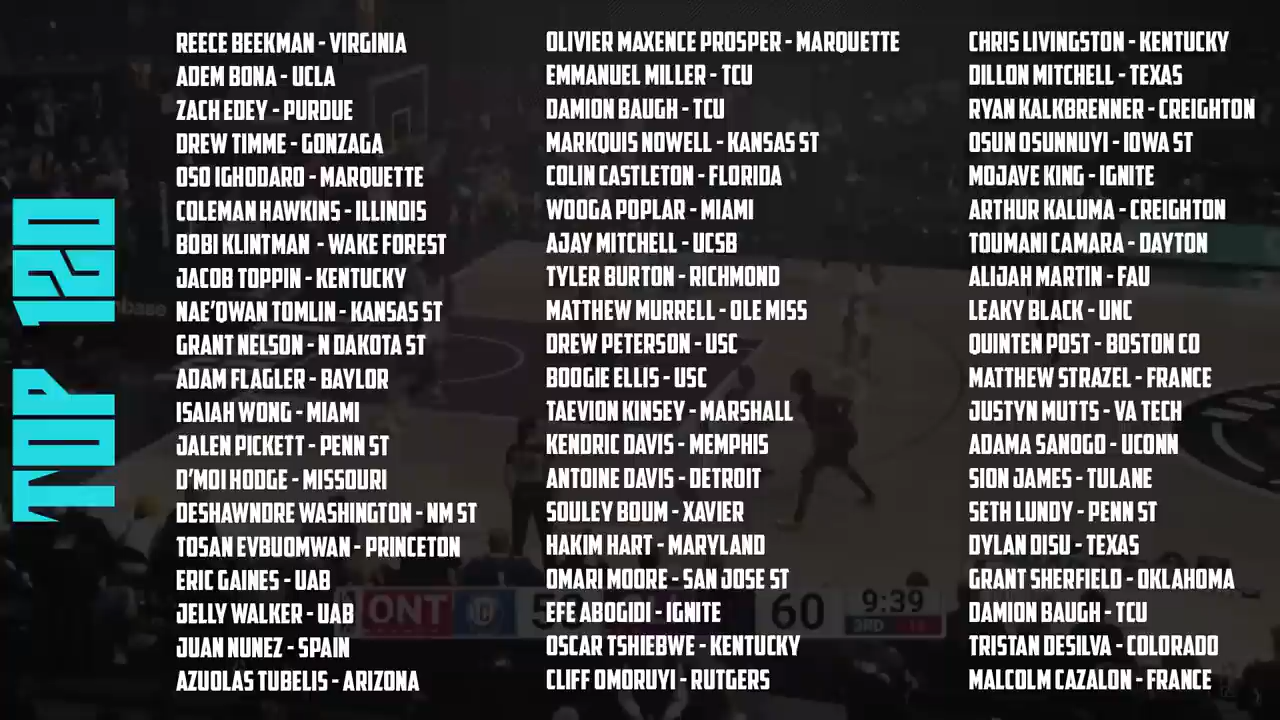 TOP 120
REECE BEEKMAN - VIRGINIA
ADEM BONA - UCLA
ZACH EDEY - PURDUE
DREW TIMME - GONZAGA
OSO IGHODARO - MARQUETTE
COLEMAN HAWKINS - ILLINOIS
BOBI KLINTMAN - WAKE FOREST
JACOB TOPPIN - KENTUCKY
NAE'QWAN TOMLIN - KANSAS ST
GRANT NELSON - N DAKOTA ST
ADAM FLAGLER - BAYLOR
ISAIAH WONG - MIAMI
JALEN PICKETT - PENN ST
D'MOI HODGE - MISSOURI
DESHAWNDRE WASHINGTON - NM ST
TOSAN EVBUOMWAN - PRINCETON
ERIC GAINES - UAB
JELLY WALKER - UAB
JUAN NUNEZ - SPAIN
AZUOLAS TUBELIS - ARIZONA
OLIVIER MAXENCE PROSPER - MARQUETTE
EMMANUEL MILLER - TCU
DAMION BAUGH - TCU
MARKQUIS NOWELL - KANSAS ST
COLIN CASTLETON - FLORIDA
WOOGA POPLAR - MIAMI
AJAY MITCHELL - UCSB
TYLER BURTON - RICHMOND
MATTHEW MURRELL - OLE MISS
DREW PETERSON - USC
BOOGIE ELLIS - USC
TAEVION KINSEY - MARSHALL
KENDRIC DAVIS - MEMPHIS
ANTOINE DAVIS - DETROIT
SOULEY BOUM - XAVIER
HAKIM HART - MARYLAND
OMARI MOORE - SAN JOSE ST
EFE ABOGIDI - IGNITE
OSCAR TSHIEBWE - KENTUCKY
CLIFF OMORUYI - RUTGERS
CHRIS LIVINGSTON - KENTUCKY
DILLON MITCHELL - TEXAS
RYAN KALKBRENNER - CREIGHTON
OSUN OSUNNUYI - IOWA ST
MOJAVE KING - IGNITE
ARTHUR KALUMA - CREIGHTON
TOUMANI CAMARA - DAYTON
ALIJAH MARTIN - FAU
LEAKY BLACK - UNC
QUINTEN POST - BOSTON CO
MATTHEW STRAZEL - FRANCE
JUSTYN MUTTS - VA TECH
ADAMA SANOGO - UCONN
SION JAMES - TULANE
SETH LUNDY - PENN ST
DYLAN DISU - TEXAS
GRANT SHERFIELD - OKLAHOMA
DAMION BAUGH - TCU
TRISTAN DESILVA - COLORADO
MALCOLM CAZALON - FRANCE
ONT
60
9:39
3RD